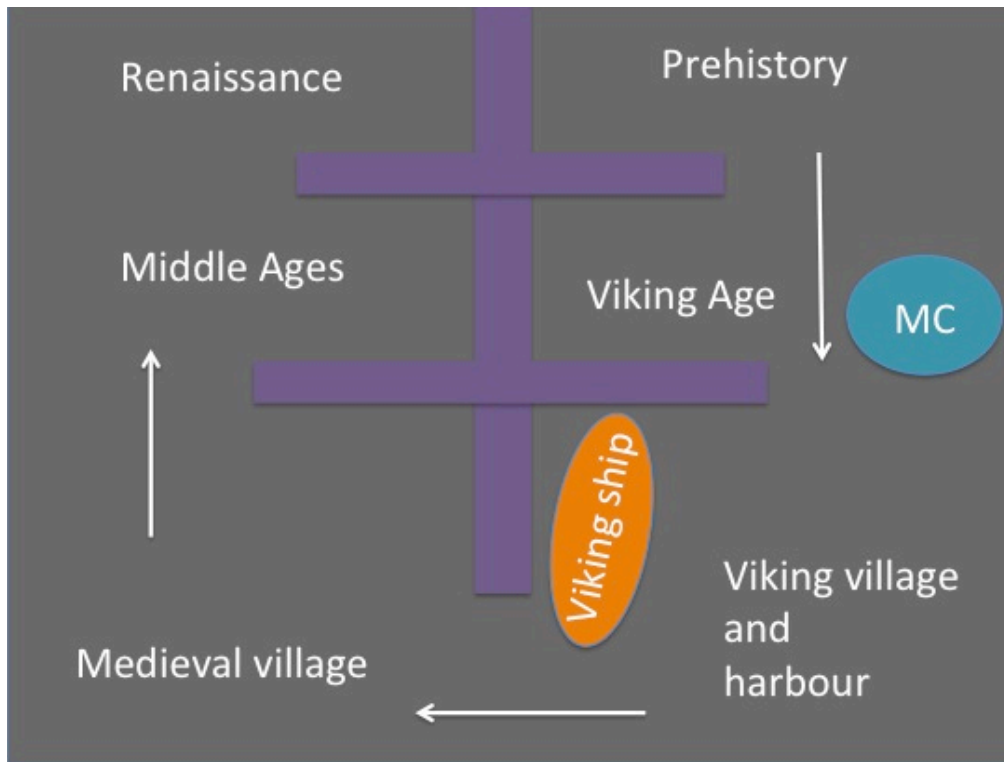 Renaissance
Prehistory
Middle Ages
Viking Age
MC
Viking ship
Viking village
and
harbour
Medieval village